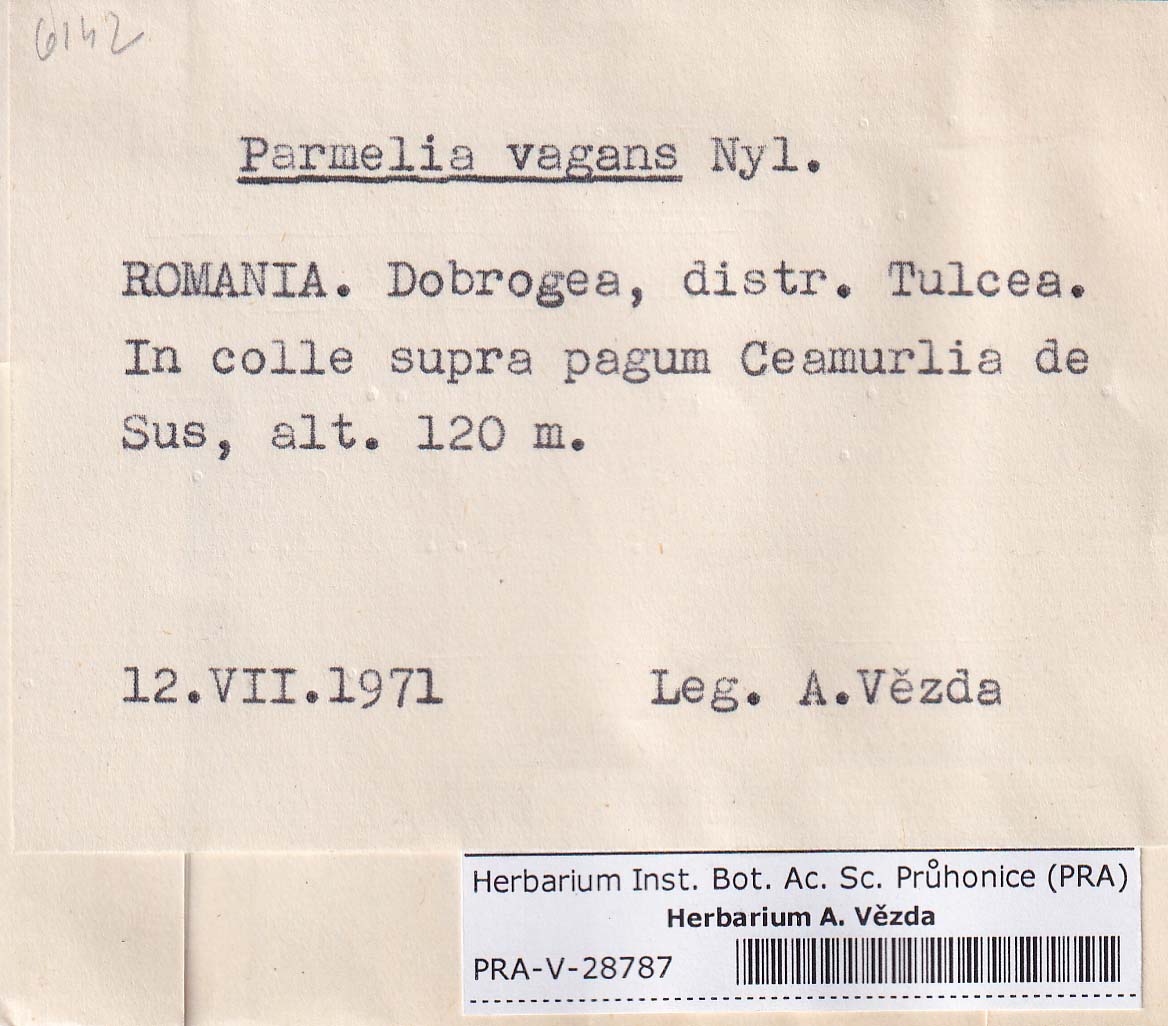 6142
Parmelia vagans Nyl.
ROMANIA. Dobrogea, distr. Tulcea.
In colle supra pagum Ceamurlia de
Sus, alt. 120 m.
12.VII.1971 Leg. A.Vězda
Herbarium Inst. Bot. Ac. Sc. Průhonice (PRA)
Herbarium A. Vězda
PRA-V-28787